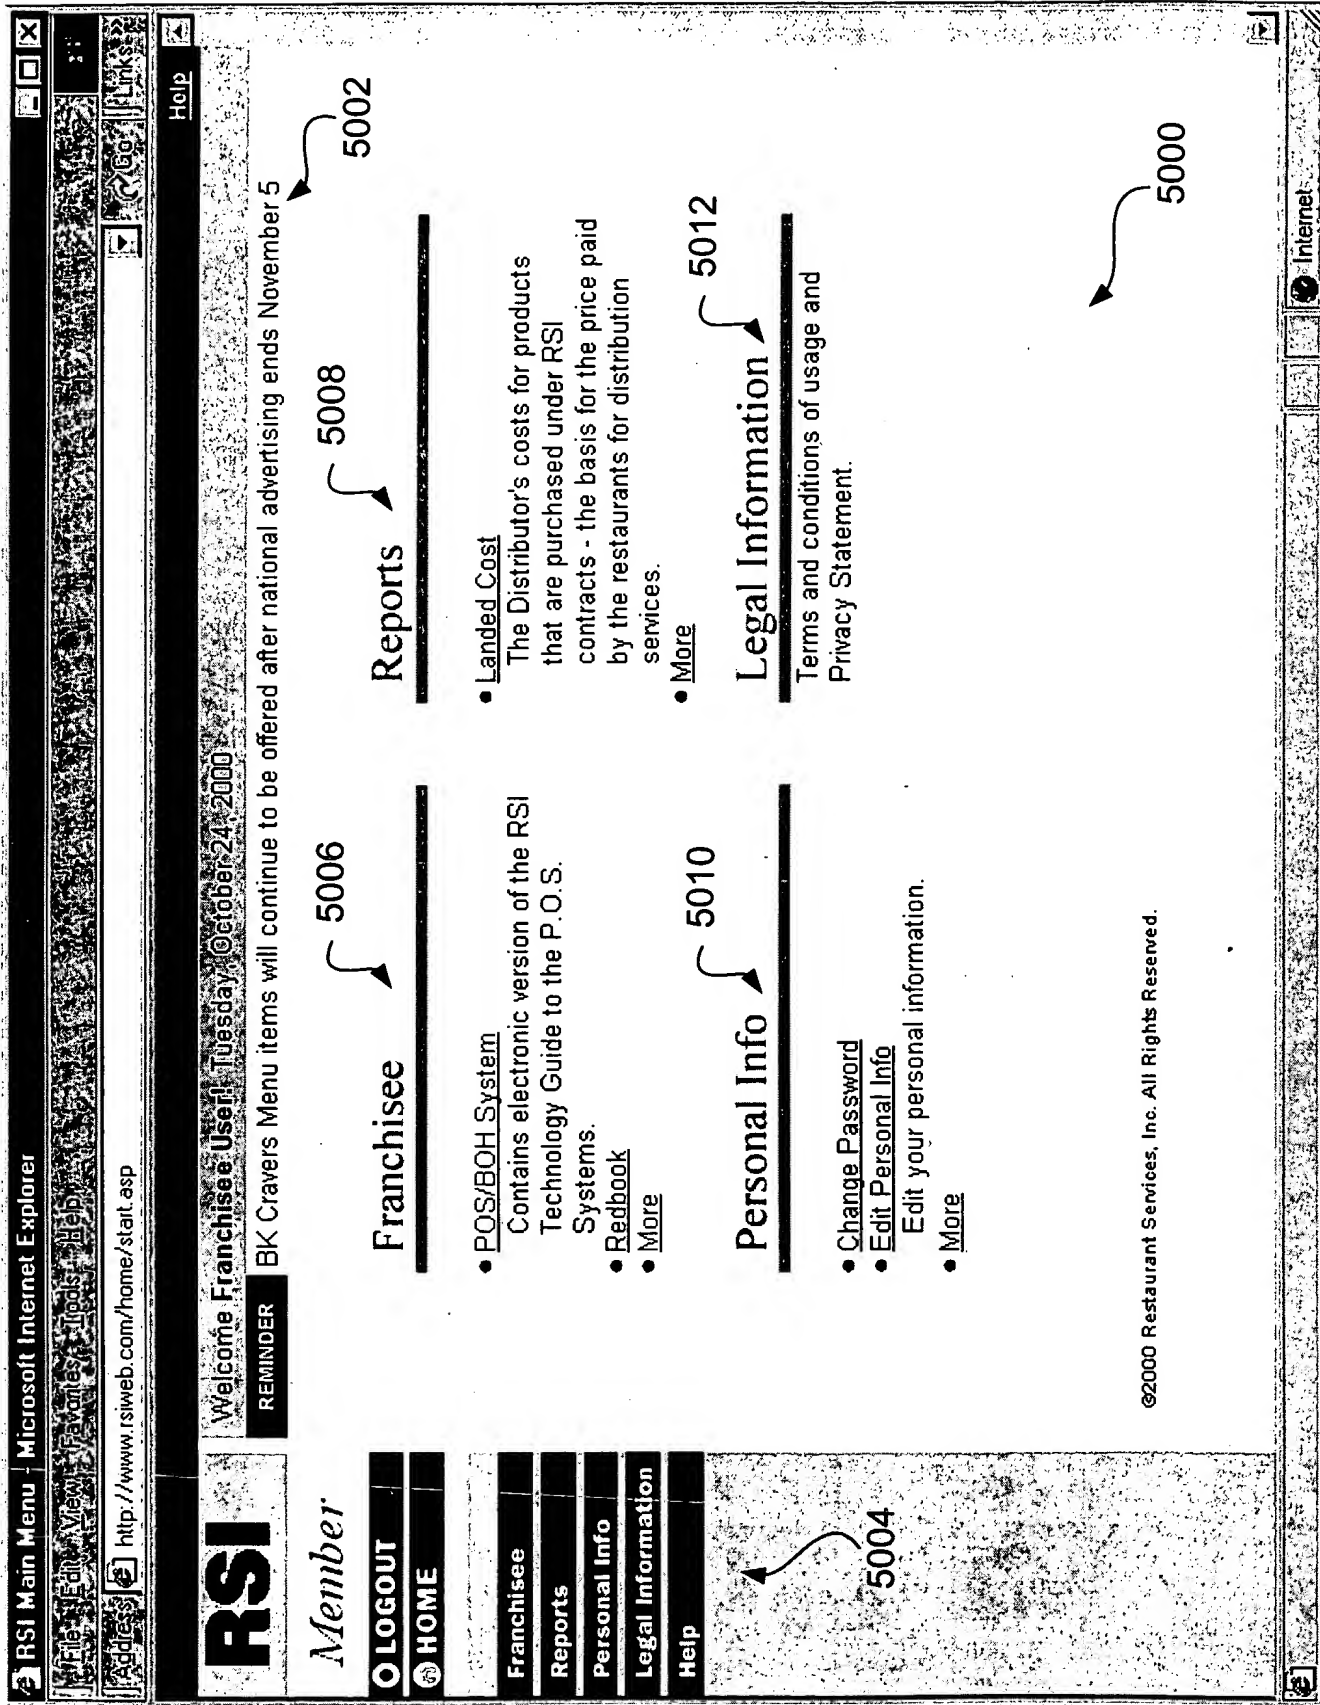 RSI Main Menu - Microsoft Internet Explorer
File Edit View Favorites Tools Help
Address http://www.rsiweb.com/home/start.asp Go Links »
Help
RSI
Welcome Franchisee User! Tuesday, October 24, 2000
REMINDER BK Cravers Menu items will continue to be offered after national advertising ends November 5
5002
Member
LOGOUT
HOME
Franchisee
Reports
Personal Info
Legal Information
Help
5004
Franchisee
5006
• POS/BOH System
Contains electronic version of the RSI
Technology Guide to the P.O.S.
Systems.
• Redbook
• More
Reports
5008
• Landed Cost
The Distributor's costs for products
that are purchased under RSI
contracts - the basis for the price paid
by the restaurants for distribution
services.
• More
Personal Info
5010
• Change Password
• Edit Personal Info
Edit your personal information.
• More
Legal Information
5012
Terms and conditions of usage and
Privacy Statement.
5000
©2000 Restaurant Services, Inc. All Rights Reserved.
Internet